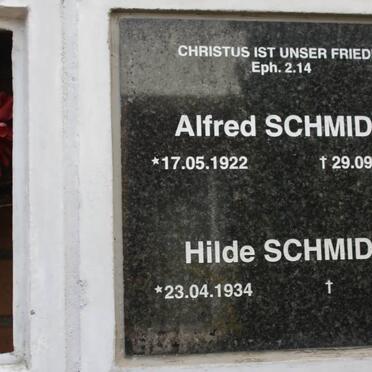 CHRISTUS IST UNSER FRIED
Eph. 2.14
Alfred SCHMID
*17.05.1922 †29.09
Hilde SCHMID
*23.04.1934 †